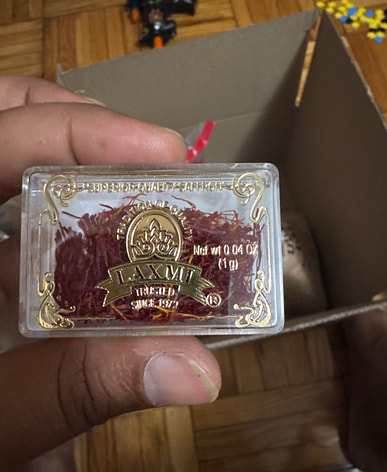 SUPERIOR QUALITY SAFFRON
TRADITION OF QUALITY
Net wt 0.04 OZ
(1g)
LAXMI
TRUSTED
SINCE 1972
®